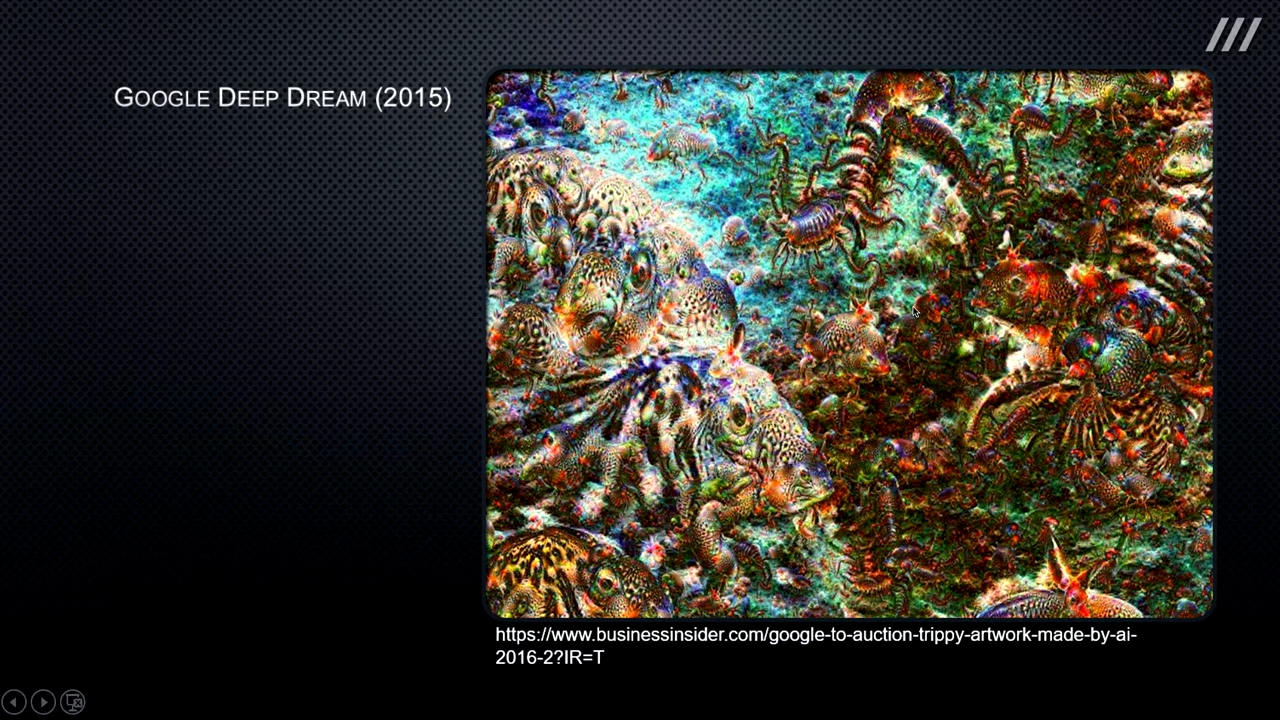 Google Deep Dream (2015)
https://www.businessinsider.com/google-to-auction-trippy-artwork-made-by-ai-
2016-2?IR=T